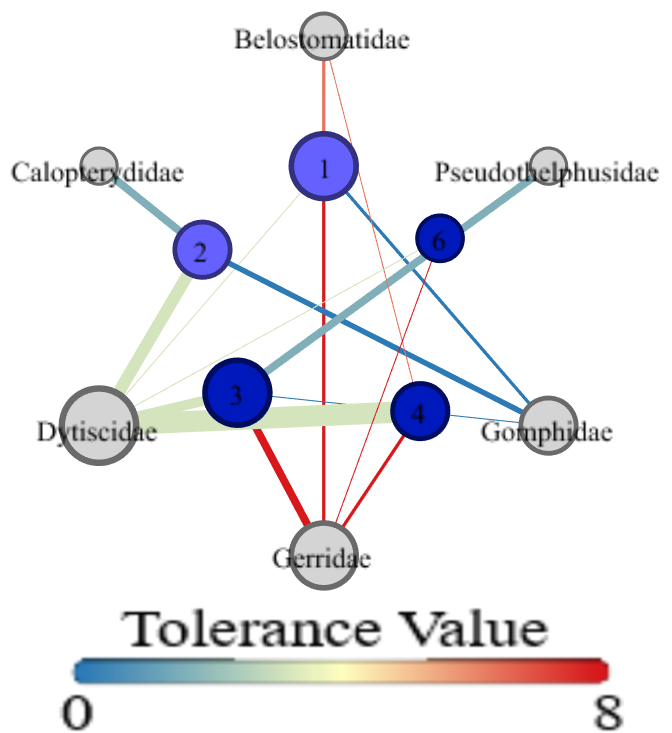 Belostomatidae
Calopterydidae
1
Pseudothelphusidae
2
6
3
4
Dytiscidae
Gomphidae
Gerridae
Tolerance Value
0
8